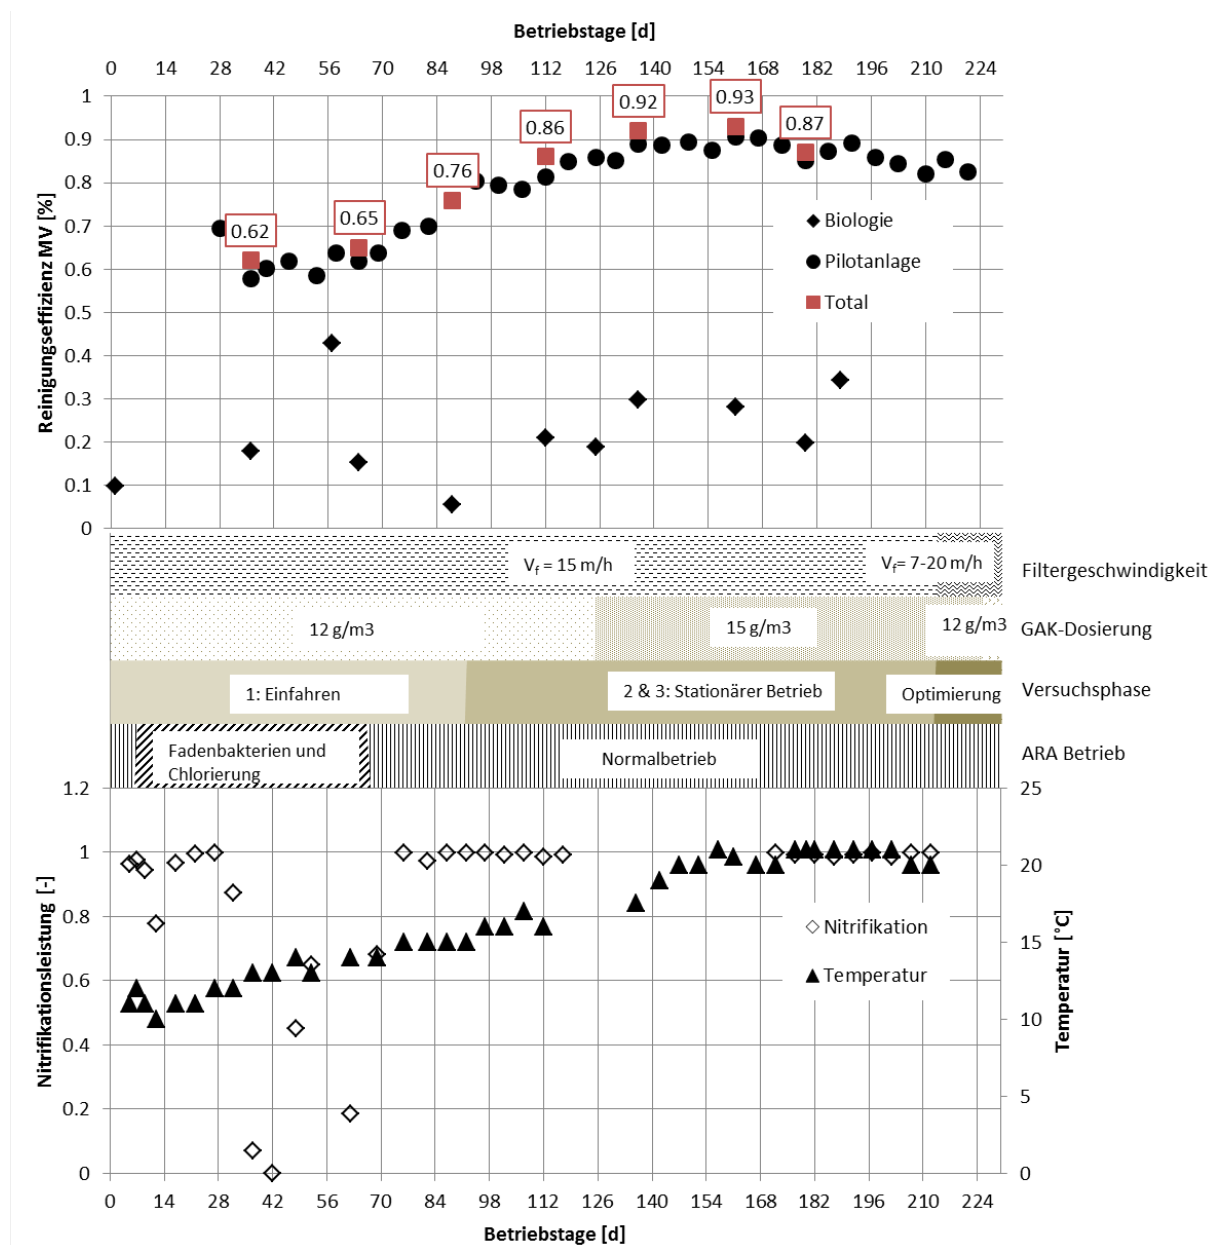 Betriebstage [d]
0 14 28 42 56 70 84 98 112 126 140 154 168 182 196 210 224
Reinigungseffizienz MV [%]
1
0.9
0.8
0.7
0.6
0.5
0.4
0.3
0.2
0.1
0
0.62
0.65
0.76
0.86
0.92
0.93
0.87
Biologie
Pilotanlage
Total
Vf = 15 m/h
Vf= 7-20 m/h
Filtergeschwindigkeit
12 g/m3
15 g/m3
12 g/m3
GAK-Dosierung
1: Einfahren
2 & 3: Stationärer Betrieb
Optimierung
Versuchsphase
Fadenbakterien und
Chlorierung
Normalbetrieb
ARA Betrieb
Nitrifikationsleistung [-]
1.2
1
0.8
0.6
0.4
0.2
0
Nitrifikation
Temperatur
25
20
15
10
5
0
Temperatur [°C]
0 14 28 42 56 70 84 98 112 126 140 154 168 182 196 210 224
Betriebstage [d]